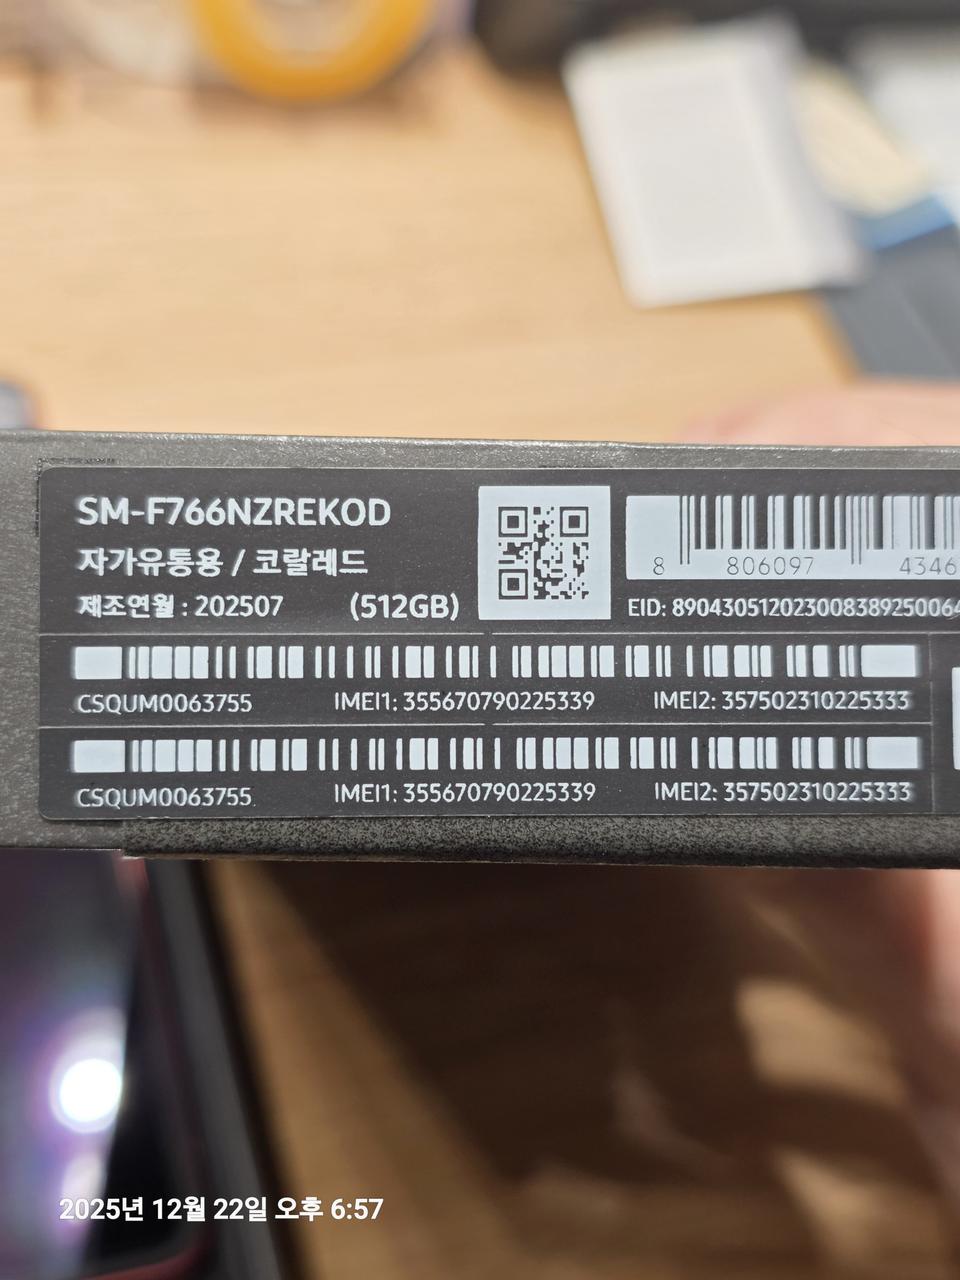 SM-F766NZREKOD
자가유통용 / 코랄레드
제조연월 : 202507 (512GB)
8 806097 4346
EID: 89043051202300838925006
CSQUM0063755 IMEI1: 355670790225339 IMEI2: 357502310225333
CSQUM0063755 IMEI1: 355670790225339 IMEI2: 357502310225333
2025년 12월 22일 오후 6:57